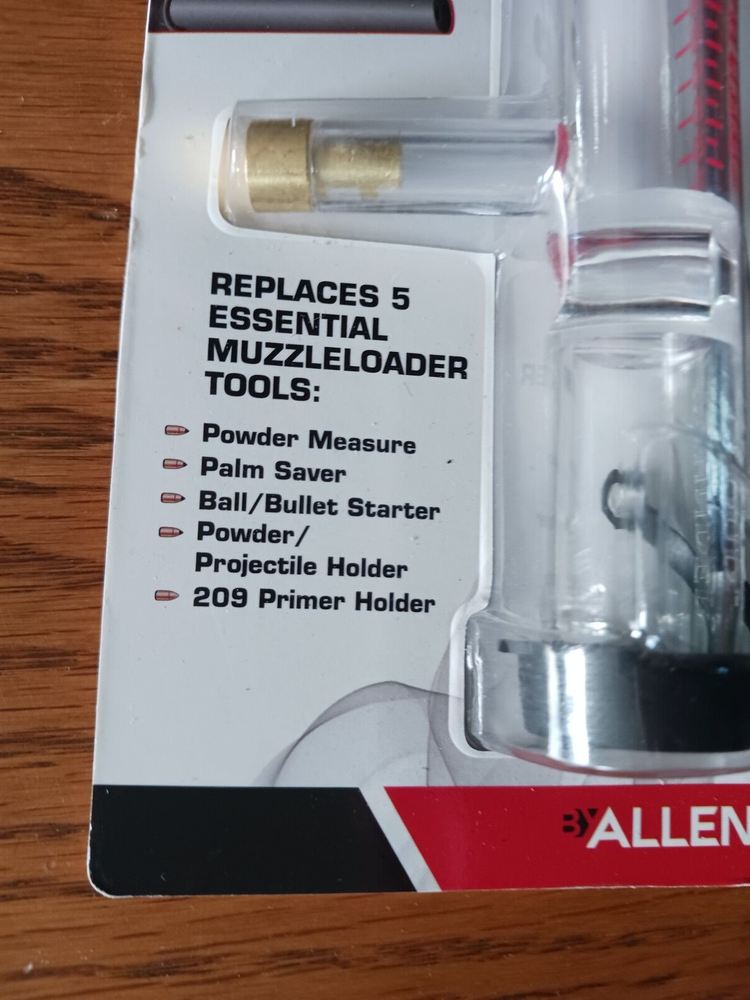 REPLACES 5
ESSENTIAL
MUZZLELOADER
TOOLS:
Powder Measure
Palm Saver
Ball/Bullet Starter
Powder/
Projectile Holder
209 Primer Holder
BY ALLEN